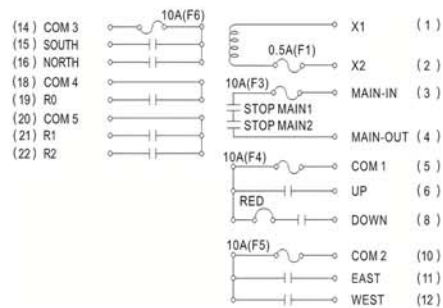 10A(F6)
(14) COM 3
(15) SOUTH
(16) NORTH
(18) COM 4
(19) R0
(20) COM 5
(21) R1
(22) R2
X1 (1)
0.5A(F1)
X2 (2)
10A(F3)
MAIN-IN (3)
STOP MAIN1
STOP MAIN2
MAIN-OUT (4)
10A(F4)
COM 1 (5)
UP (6)
RED
DOWN (8)
10A(F5)
COM 2 (10)
EAST (11)
WEST (12)